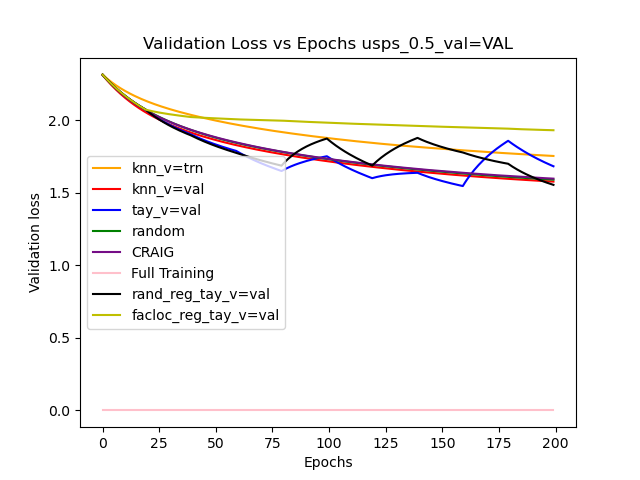 Validation Loss vs Epochs usps_0.5_val=VAL
Validation loss
2.0
1.5
1.0
0.5
0.0
knn_v=trn
knn_v=val
tay_v=val
random
CRAIG
Full Training
rand_reg_tay_v=val
facloc_reg_tay_v=val
0 25 50 75 100 125 150 175 200
Epochs